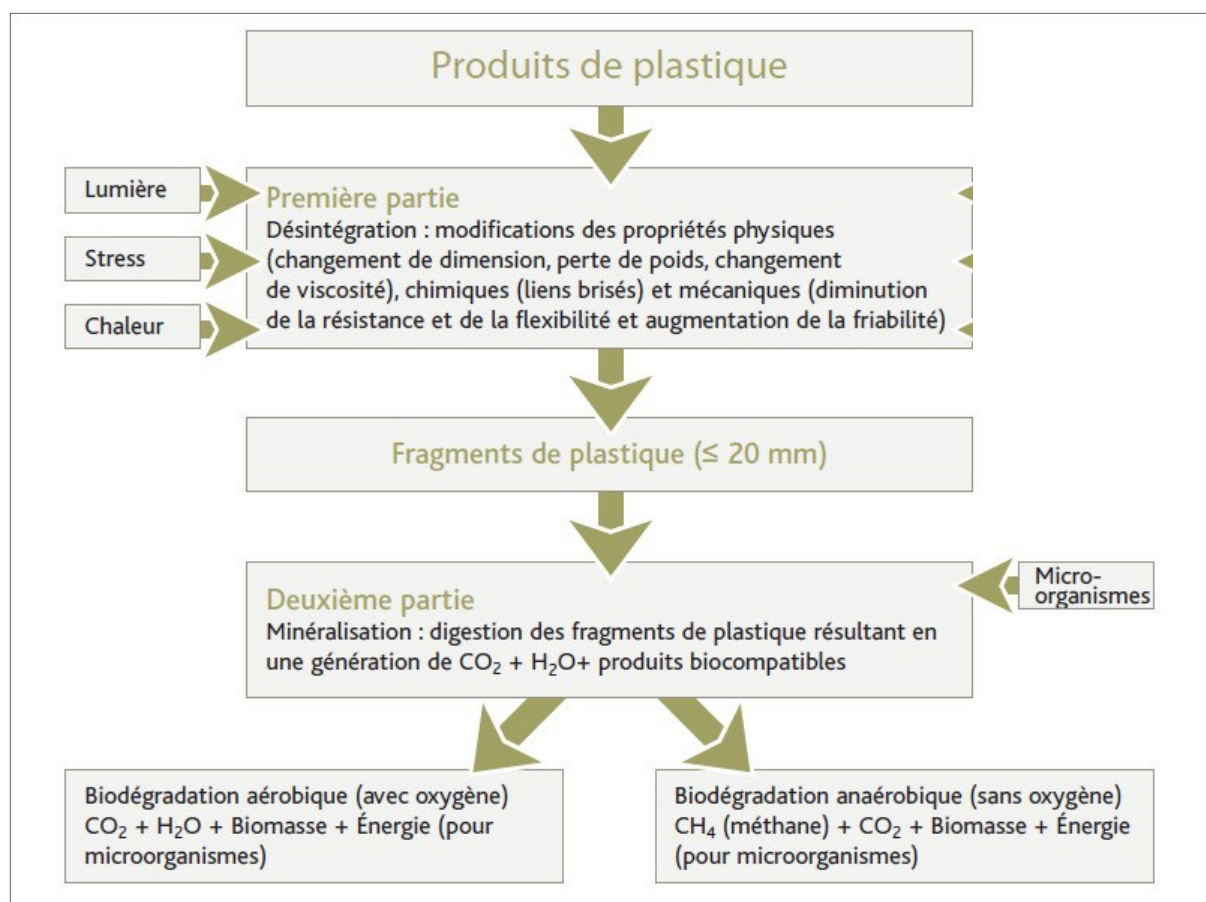 Produits de plastique
Lumière
Stress
Chaleur
Première partie
Désintégration : modifications des propriétés physiques
(changement de dimension, perte de poids, changement
de viscosité), chimiques (liens brisés) et mécaniques (diminution
de la résistance et de la flexibilité et augmentation de la friabilité)
Fragments de plastique (≤ 20 mm)
Deuxième partie
Minéralisation : digestion des fragments de plastique résultant en
une génération de CO₂ + H₂O+ produits biocompatibles
Micro-
organismes
Biodégradation aérobique (avec oxygène)
CO₂ + H₂O + Biomasse + Énergie (pour
microorganismes)
Biodégradation anaérobique (sans oxygène)
CH₄ (méthane) + CO₂ + Biomasse + Énergie
(pour microorganismes)